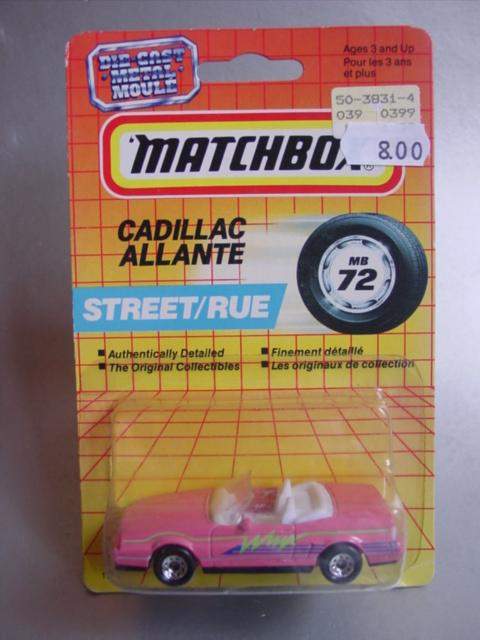 DIE-CAST
METAL
MOULÉ
Ages 3 and Up
Pour les 3 ans
et plus
50-3831-4
039 0399
8.00
MATCHBOX®
CADILLAC
ALLANTE
MB
72
STREET/RUE
■ Authentically Detailed
■ The Original Collectibles
■ Finement détaillé
■ Les originaux de collection